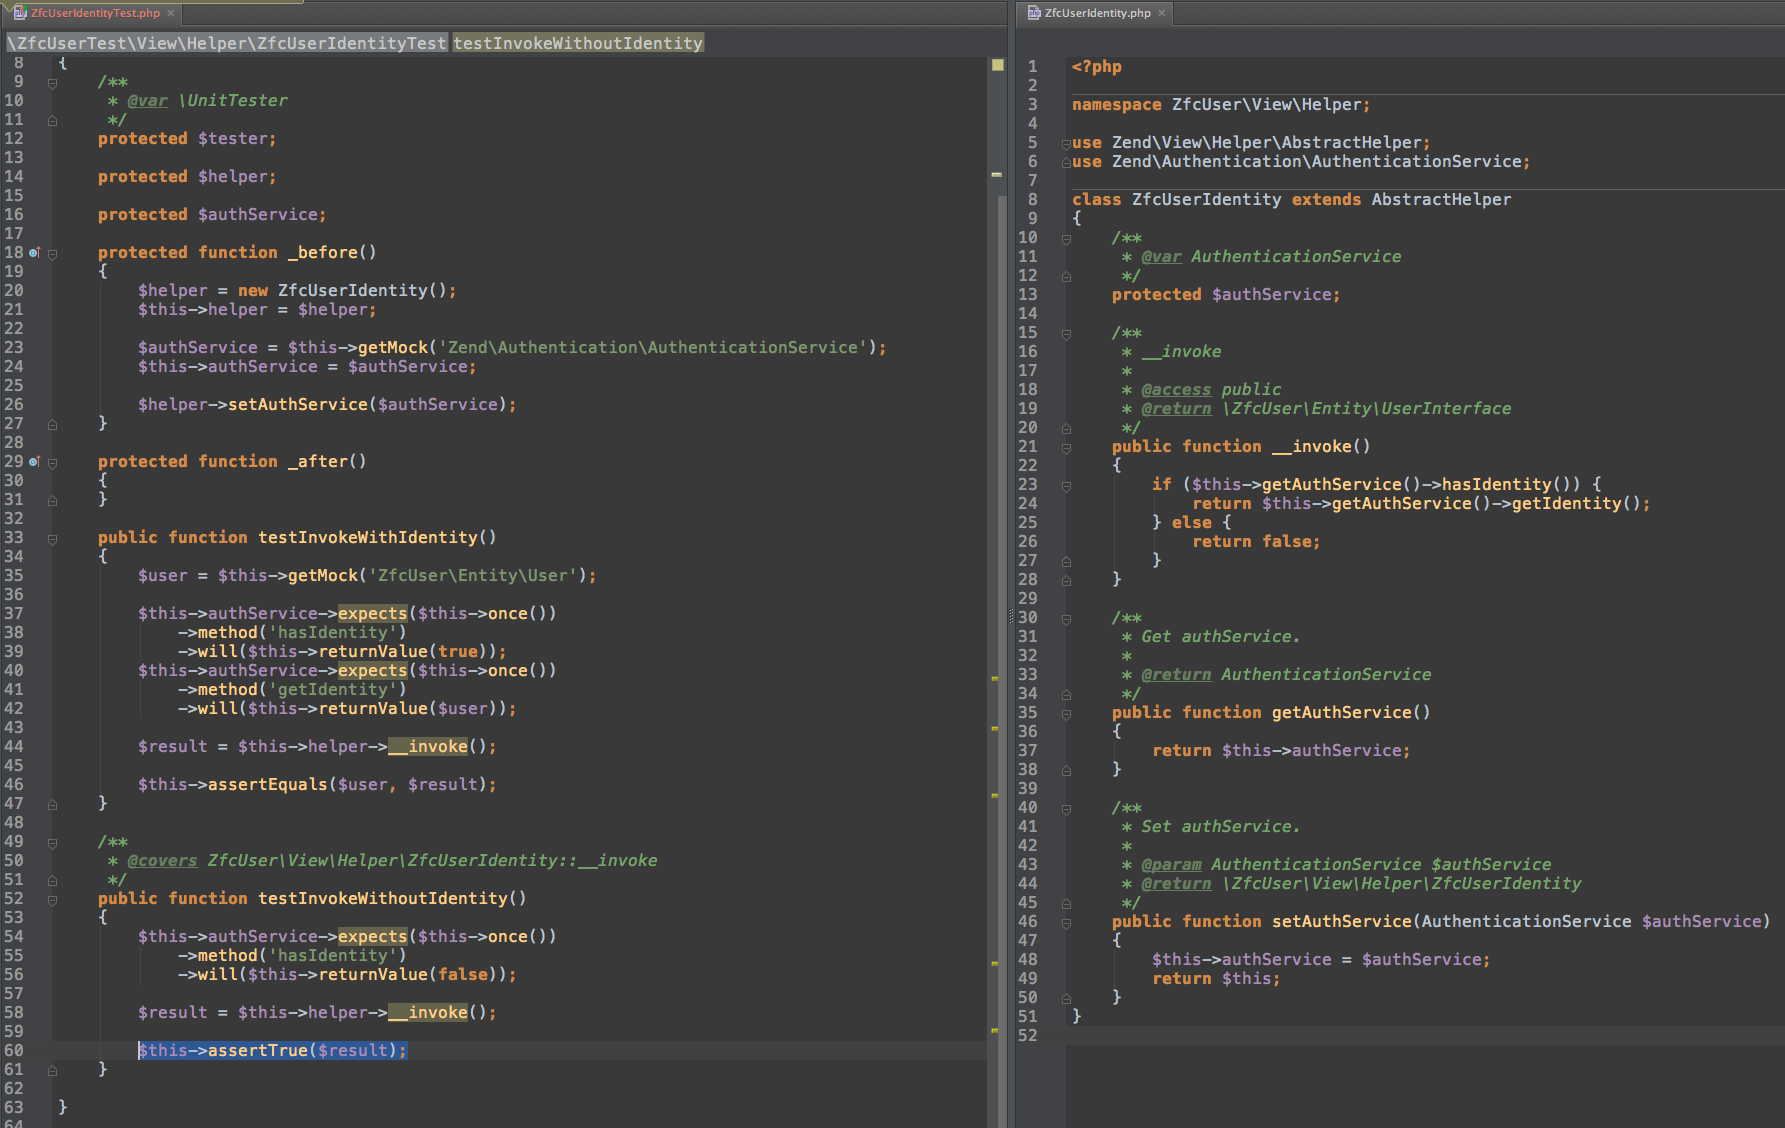 ZfcUserIdentityTest.php
\ZfcUserTest\View\Helper\ZfcUserIdentityTest testInvokeWithoutIdentity
8 {
9 /**
10 * @var \UnitTester
11 */
12 protected $tester;
13
14 protected $helper;
15
16 protected $authService;
17
18 protected function _before()
19 {
20 $helper = new ZfcUserIdentity();
21 $this->helper = $helper;
22
23 $authService = $this->getMock('Zend\Authentication\AuthenticationService');
24 $this->authService = $authService;
25
26 $helper->setAuthService($authService);
27 }
28
29 protected function _after()
30 {
31 }
32
33 public function testInvokeWithIdentity()
34 {
35 $user = $this->getMock('ZfcUser\Entity\User');
36
37 $this->authService->expects($this->once())
38 ->method('hasIdentity')
39 ->will($this->returnValue(true));
40 $this->authService->expects($this->once())
41 ->method('getIdentity')
42 ->will($this->returnValue($user));
43
44 $result = $this->helper->__invoke();
45
46 $this->assertEquals($user, $result);
47 }
48
49 /**
50 * @covers ZfcUser\View\Helper\ZfcUserIdentity::__invoke
51 */
52 public function testInvokeWithoutIdentity()
53 {
54 $this->authService->expects($this->once())
55 ->method('hasIdentity')
56 ->will($this->returnValue(false));
57
58 $result = $this->helper->__invoke();
59
60 $this->assertTrue($result);
61 }
62
63 }
64
ZfcUserIdentity.php
1 <?php
2
3 namespace ZfcUser\View\Helper;
4
5 use Zend\View\Helper\AbstractHelper;
6 use Zend\Authentication\AuthenticationService;
7
8 class ZfcUserIdentity extends AbstractHelper
9 {
10 /**
11 * @var AuthenticationService
12 */
13 protected $authService;
14
15 /**
16 * __invoke
17 *
18 * @access public
19 * @return \ZfcUser\Entity\UserInterface
20 */
21 public function __invoke()
22 {
23 if ($this->getAuthService()->hasIdentity()) {
24 return $this->getAuthService()->getIdentity();
25 } else {
26 return false;
27 }
28 }
29
30 /**
31 * Get authService.
32 *
33 * @return AuthenticationService
34 */
35 public function getAuthService()
36 {
37 return $this->authService;
38 }
39
40 /**
41 * Set authService.
42 *
43 * @param AuthenticationService $authService
44 * @return \ZfcUser\View\Helper\ZfcUserIdentity
45 */
46 public function setAuthService(AuthenticationService $authService)
47 {
48 $this->authService = $authService;
49 return $this;
50 }
51 }
52